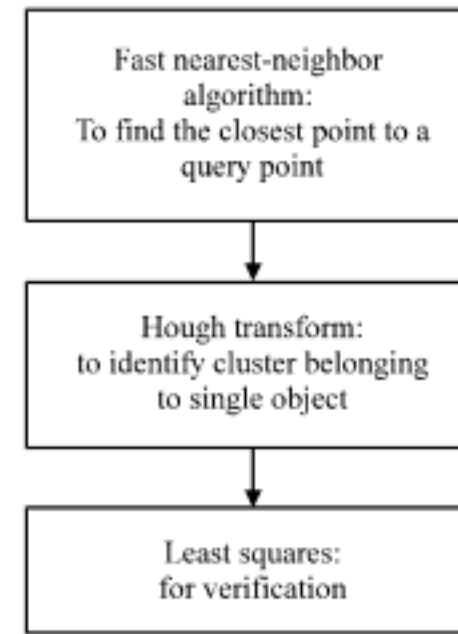 Fast nearest-neighbor
algorithm:
To find the closest point to a
query point
Hough transform:
to identify cluster belonging
to single object
Least squares:
for verification